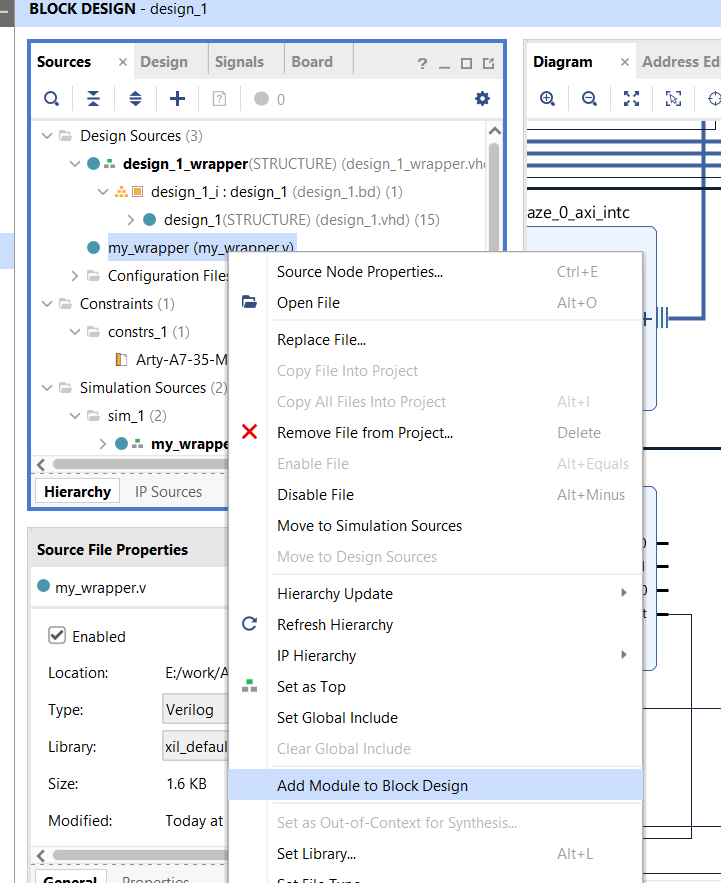 BLOCK DESIGN - design_1
Sources × Design Signals Board ? _
Diagram × Address Edi
0
Design Sources (3)
design_1_wrapper(STRUCTURE) (design_1_wrapper.vhd
design_1_i : design_1 (design_1.bd) (1)
design_1(STRUCTURE) (design_1.vhd) (15)
my_wrapper (my_wrapper.v)
Configuration Files
Constraints (1)
constrs_1 (1)
Arty-A7-35-M
Simulation Sources (2)
sim_1 (2)
my_wrappe
Hierarchy IP Sources
Source File Properties
my_wrapper.v
Enabled
Location: E:/work/A
Type: Verilog
Library: xil_defaul
Size: 1.6 KB
Modified: Today at
General Properties
Source Node Properties... Ctrl+E
Open File Alt+O
Replace File...
Copy File Into Project
Copy All Files Into Project Alt+I
Remove File from Project... Delete
Enable File Alt+Equals
Disable File Alt+Minus
Move to Simulation Sources
Move to Design Sources
Hierarchy Update
Refresh Hierarchy
IP Hierarchy
Set as Top
Set Global Include
Clear Global Include
Add Module to Block Design
Set as Out-of-Context for Synthesis...
Set Library... Alt+L
Set File Type
aze_0_axi_intc